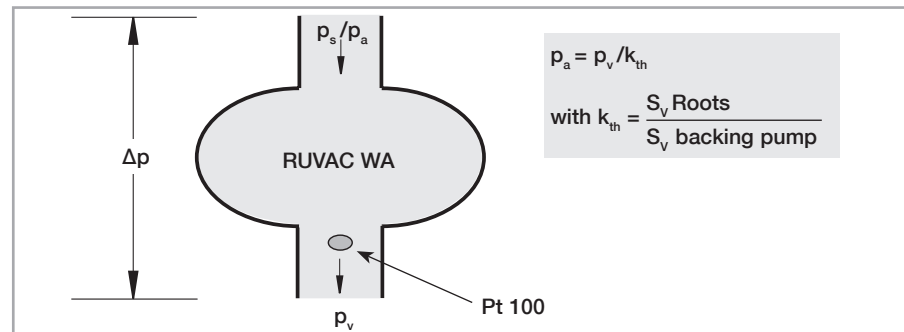 pₛ/pₐ
Δp
RUVAC WA
Pt 100
pᵥ
pₐ = pᵥ/kₜₕ
with kₜₕ = Sᵥ Roots
Sᵥ backing pump